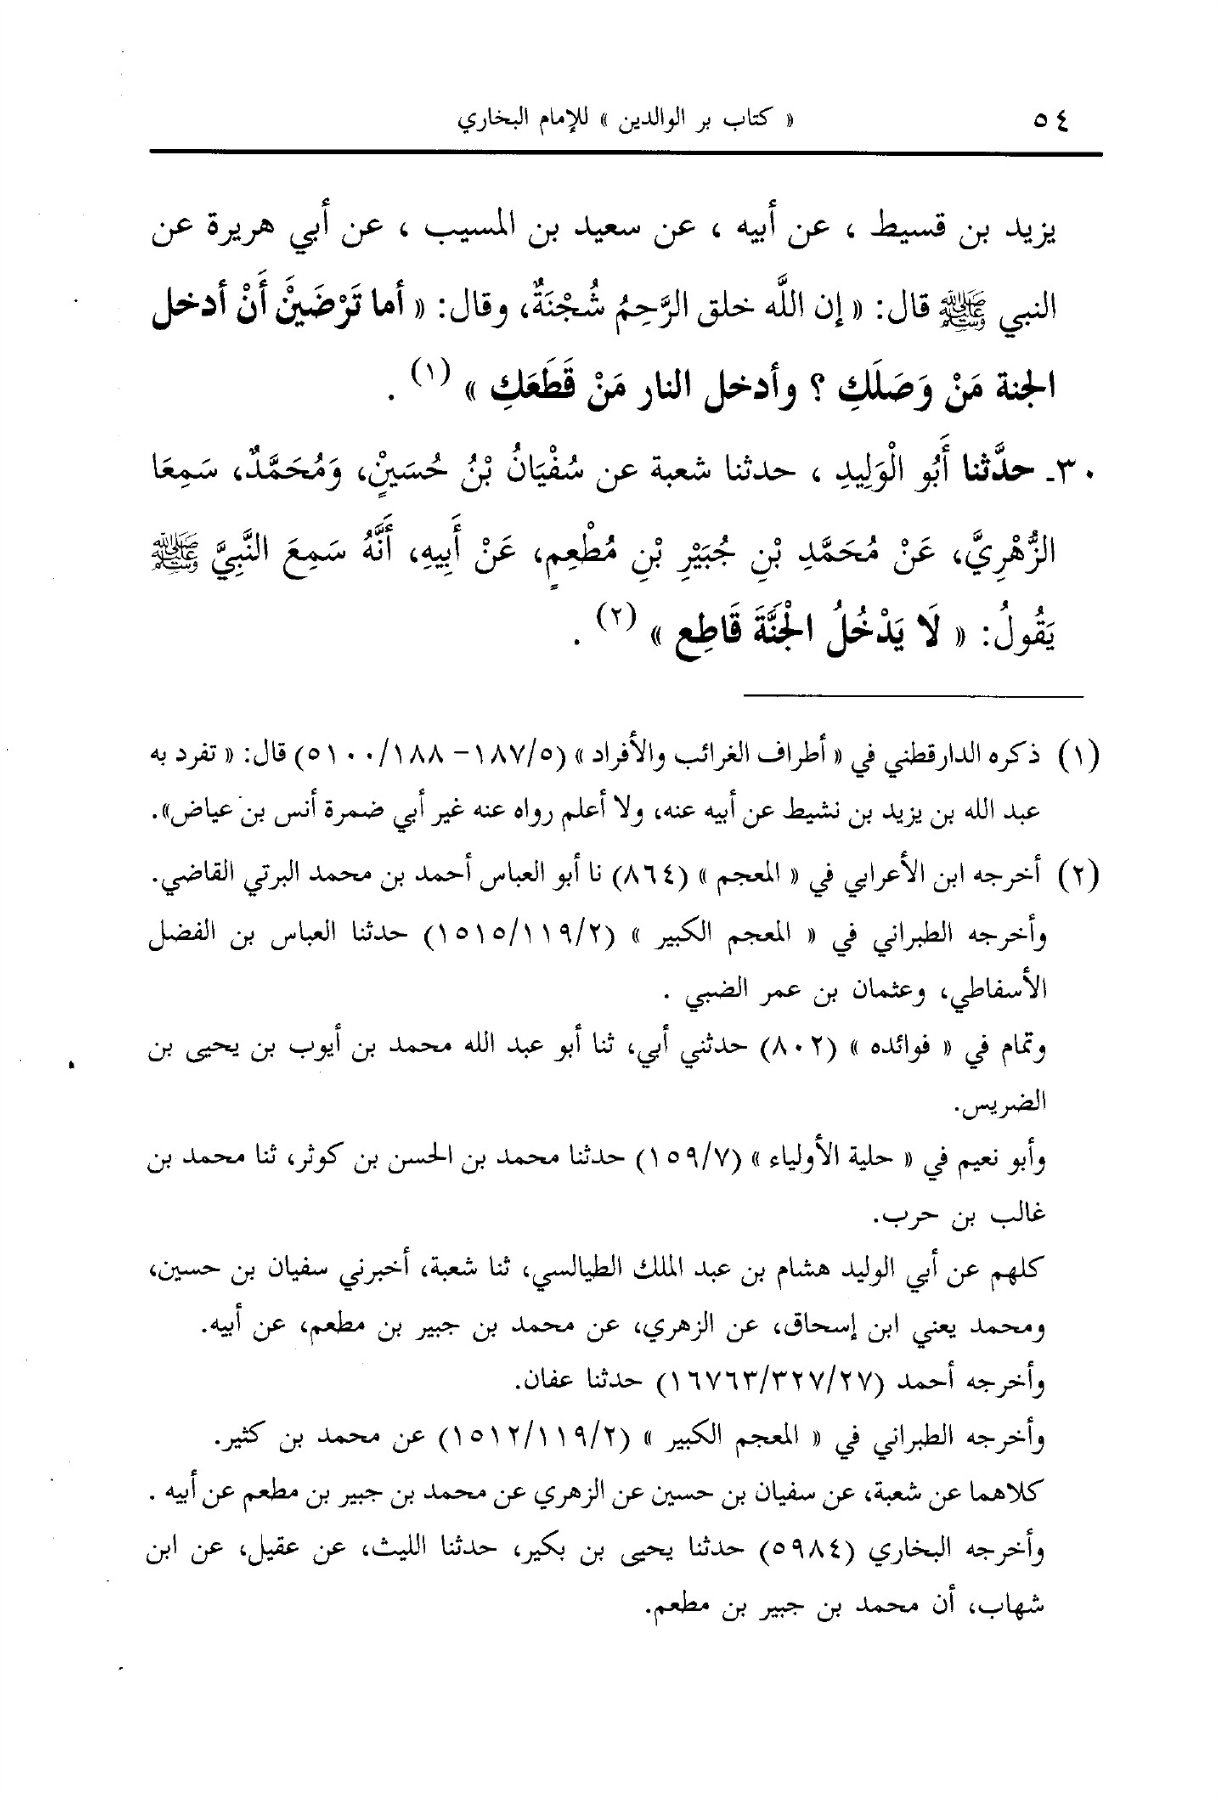 ٥٤
« كتاب بر الوالدين » للإمام البخاري
يزيد بن قسيط ، عن أبيه ، عن سعيد بن المسيب ، عن أبي هريرة عن
النبي ﷺ قال: « إن اللَّه خلق الرَّحِمُ شُجْنَةٌ، وقال: « أما تَرْضَيْنَ أَنْ أدخل
الجنة مَنْ وَصَلَكِ ؟ وأدخل النار مَنْ قَطَعَكِ » (١) .
٣٠ـ حدَّثنا أَبُو الْوَلِيدِ ، حدثنا شعبة عن سُفْيَانُ بْنُ حُسَيْنٍ، وَمُحَمَّدٌ، سَمِعَا
الزُّهْرِيَّ، عَنْ مُحَمَّدِ بْنِ جُبَيْرِ بْنِ مُطْعِمٍ، عَنْ أَبِيهِ، أَنَّهُ سَمِعَ النَّبِيَّ ﷺ
يَقُولُ: « لَا يَدْخُلُ الْجَنَّةَ قَاطِع » (٢) .
(١) ذكره الدارقطني في « أطراف الغرائب والأفراد » (١٨٧/٥- ٥١٠٠/١٨٨) قال: « تفرد به
عبد الله بن يزيد بن نشيط عن أبيه عنه، ولا أعلم رواه عنه غير أبي ضمرة أنس بن عياض».
(٢) أخرجه ابن الأعرابي في « المعجم » (٨٦٤) نا أبو العباس أحمد بن محمد البرتي القاضي.
وأخرجه الطبراني في « المعجم الكبير » (١٥١٥/١١٩/٢) حدثنا العباس بن الفضل
الأسفاطي، وعثمان بن عمر الضبي .
وتمام في « فوائده » (٨٠٢) حدثني أبي، ثنا أبو عبد الله محمد بن أيوب بن يحيى بن
الضريس.
وأبو نعيم في « حلية الأولياء » (١٥٩/٧) حدثنا محمد بن الحسن بن كوثر، ثنا محمد بن
غالب بن حرب.
كلهم عن أبي الوليد هشام بن عبد الملك الطيالسي، ثنا شعبة، أخبرني سفيان بن حسين،
ومحمد يعني ابن إسحاق، عن الزهري، عن محمد بن جبير بن مطعم، عن أبيه.
وأخرجه أحمد (١٦٧٦٣/٣٢٧/٢٧) حدثنا عفان.
وأخرجه الطبراني في « المعجم الكبير » (١٥١٢/١١٩/٢) عن محمد بن كثير.
كلاهما عن شعبة، عن سفيان بن حسين عن الزهري عن محمد بن جبير بن مطعم عن أبيه .
وأخرجه البخاري (٥٩٨٤) حدثنا يحيى بن بكير، حدثنا الليث، عن عقيل، عن ابن
شهاب، أن محمد بن جبير بن مطعم.